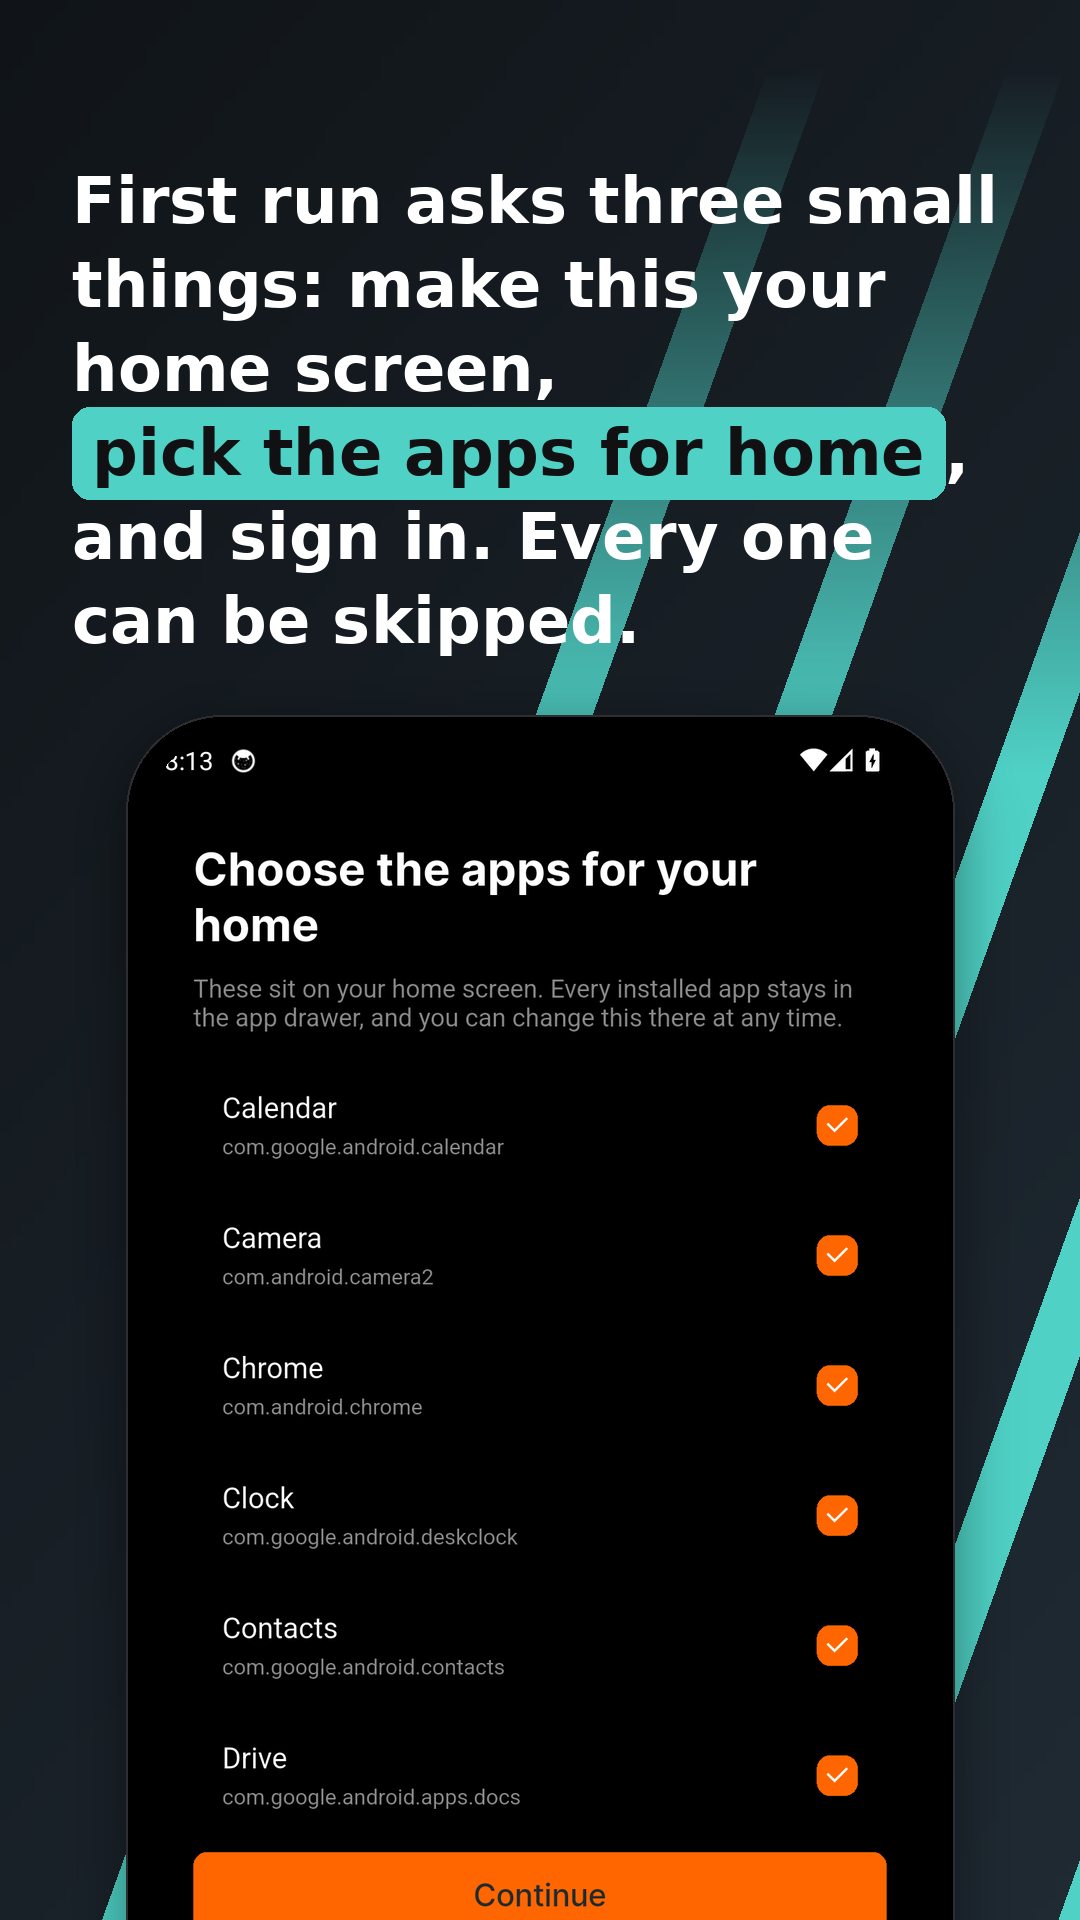 First run asks three small
things: make this your
home screen,
pick the apps for home,
and sign in. Every one
can be skipped.
8:13
Choose the apps for your
home
These sit on your home screen. Every installed app stays in
the app drawer, and you can change this there at any time.
Calendar
com.google.android.calendar
Camera
com.android.camera2
Chrome
com.android.chrome
Clock
com.google.android.deskclock
Contacts
com.google.android.contacts
Drive
com.google.android.apps.docs
Continue